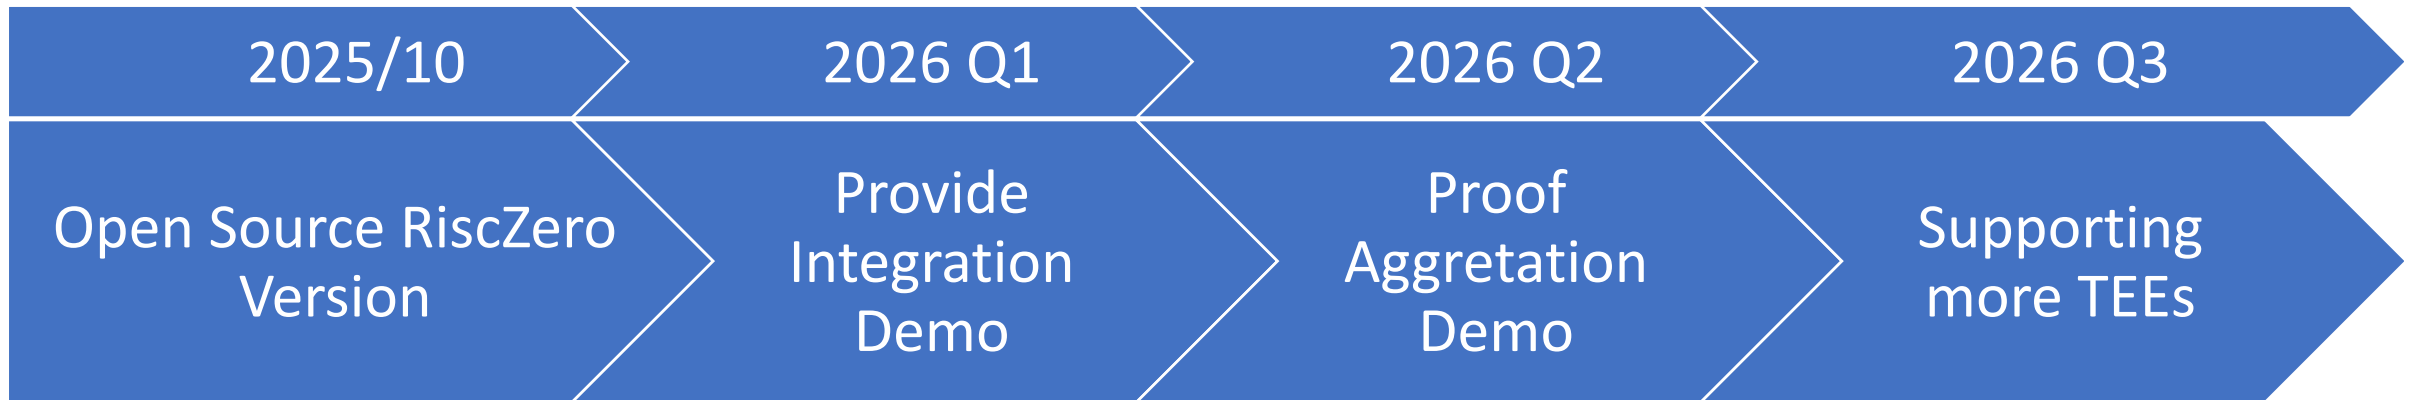 2025/10
2026 Q1
2026 Q2
2026 Q3
Open Source RiscZero
Version
Provide
Integration
Demo
Proof
Aggretation
Demo
Supporting
more TEEs